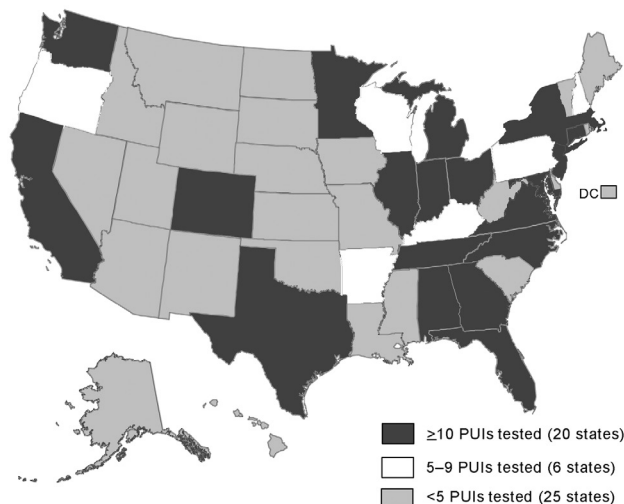 DC
≥10 PUIs tested (20 states)
5–9 PUIs tested (6 states)
<5 PUIs tested (25 states)